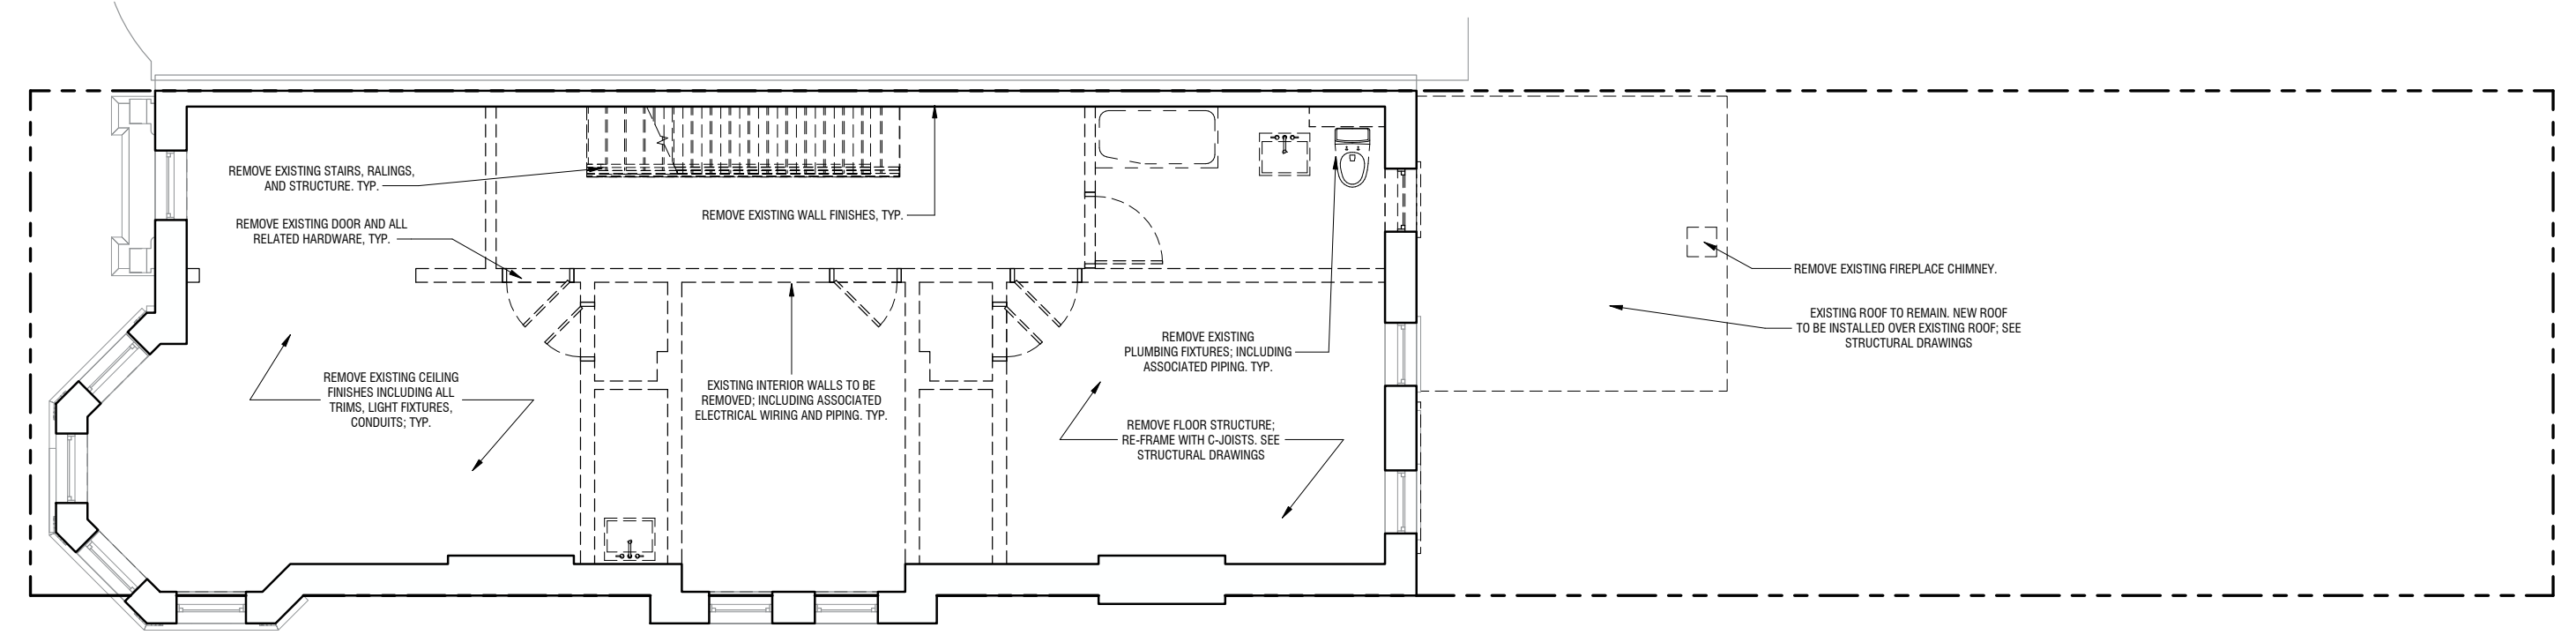 REMOVE EXISTING STAIRS, RALINGS,
AND STRUCTURE. TYP.
REMOVE EXISTING DOOR AND ALL
RELATED HARDWARE, TYP.
REMOVE EXISTING WALL FINISHES, TYP.
REMOVE EXISTING CEILING
FINISHES INCLUDING ALL
TRIMS, LIGHT FIXTURES,
CONDUITS; TYP.
EXISTING INTERIOR WALLS TO BE
REMOVED; INCLUDING ASSOCIATED
ELECTRICAL WIRING AND PIPING. TYP.
REMOVE EXISTING
PLUMBING FIXTURES; INCLUDING
ASSOCIATED PIPING. TYP.
REMOVE FLOOR STRUCTURE;
RE-FRAME WITH C-JOISTS. SEE
STRUCTURAL DRAWINGS
REMOVE EXISTING FIREPLACE CHIMNEY.
EXISTING ROOF TO REMAIN. NEW ROOF
TO BE INSTALLED OVER EXISTING ROOF; SEE
STRUCTURAL DRAWINGS